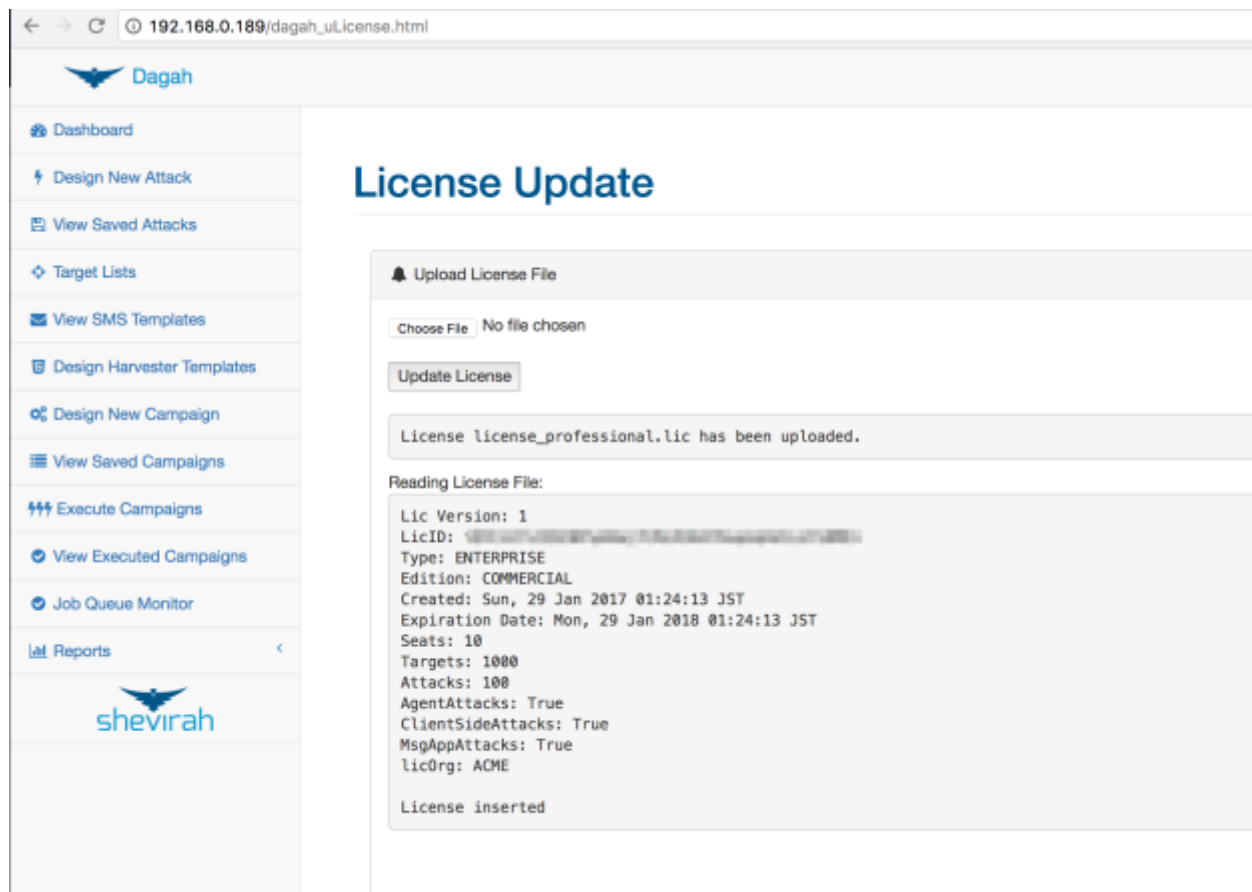 192.168.0.189/dagah_uLicense.html
Dagah
Dashboard
Design New Attack
View Saved Attacks
Target Lists
View SMS Templates
Design Harvester Templates
Design New Campaign
View Saved Campaigns
Execute Campaigns
View Executed Campaigns
Job Queue Monitor
Reports
shevirah
License Update
Upload License File
Choose File No file chosen
Update License
License license_professional.lic has been uploaded.
Reading License File:
Lic Version: 1
LicID:
Type: ENTERPRISE
Edition: COMMERCIAL
Created: Sun, 29 Jan 2017 01:24:13 JST
Expiration Date: Mon, 29 Jan 2018 01:24:13 JST
Seats: 10
Targets: 1000
Attacks: 100
AgentAttacks: True
ClientSideAttacks: True
MsgAppAttacks: True
licOrg: ACME
License inserted